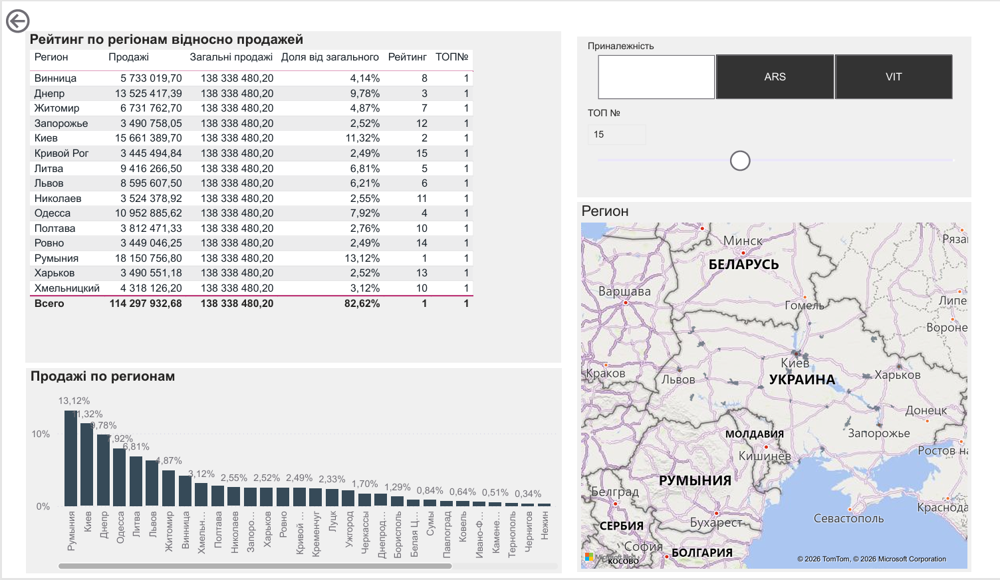 Рейтинг по регіонам відносно продажей
Регион Продажі Загальні продажі Доля від загального Рейтинг ТОП№
Винница 5 733 019,70 138 338 480,20 4,14% 8 1
Днепр 13 525 417,39 138 338 480,20 9,78% 3 1
Житомир 6 731 762,70 138 338 480,20 4,87% 7 1
Запорожье 3 490 758,05 138 338 480,20 2,52% 12 1
Киев 15 661 389,70 138 338 480,20 11,32% 2 1
Кривой Рог 3 445 494,84 138 338 480,20 2,49% 15 1
Литва 9 416 266,50 138 338 480,20 6,81% 5 1
Львов 8 595 607,50 138 338 480,20 6,21% 6 1
Николаев 3 524 378,92 138 338 480,20 2,55% 11 1
Одесса 10 952 885,62 138 338 480,20 7,92% 4 1
Полтава 3 812 471,33 138 338 480,20 2,76% 10 1
Ровно 3 449 046,25 138 338 480,20 2,49% 14 1
Румыния 18 150 756,80 138 338 480,20 13,12% 1 1
Харьков 3 490 551,18 138 338 480,20 2,52% 13 1
Хмельницкий 4 318 126,20 138 338 480,20 3,12% 10 1
Всего 114 297 932,68 138 338 480,20 82,62% 1 1
Продажі по регионам
13,12%
11,32%
9,78%
7,92%
6,81%
4,87%
3,12% 2,55% 2,52% 2,49% 2,33% 1,70% 1,29% 0,84% 0,64% 0,51% 0,34%
10%
0%
Румыния
Киев
Днепр
Одесса
Литва
Львов
Житомир
Винница
Хмельн...
Полтава
Николаев
Запоро...
Харьков
Ровно
Кривой ...
Кременчуг
Луцк
Ужгород
Черкассы
Днепрод...
Борисполь
Белая Ц...
Сумы
Павлоград
Ковель
Ивано-Ф...
Камене...
Тернополь
Чернигов
Нежин
Приналежність
ARS VIT
ТОП №
15
Регион
Минск
Ряза
БЕЛАРУСЬ
Варшава
Гомель
Липе
Вороне
Киев
Краков
Львов
УКРАИНА
Харьков
Донецк
МОЛДАВИЯ
Запорожье
Кишинёв
Ростов на
РУМЫНИЯ
Белград
Краснода
Севастополь
Бухарест
СЕРБИЯ
София
БОЛГАРИЯ
Microsoft Bing
КОСОВО
© 2026 TomTom, © 2026 Microsoft Corporation